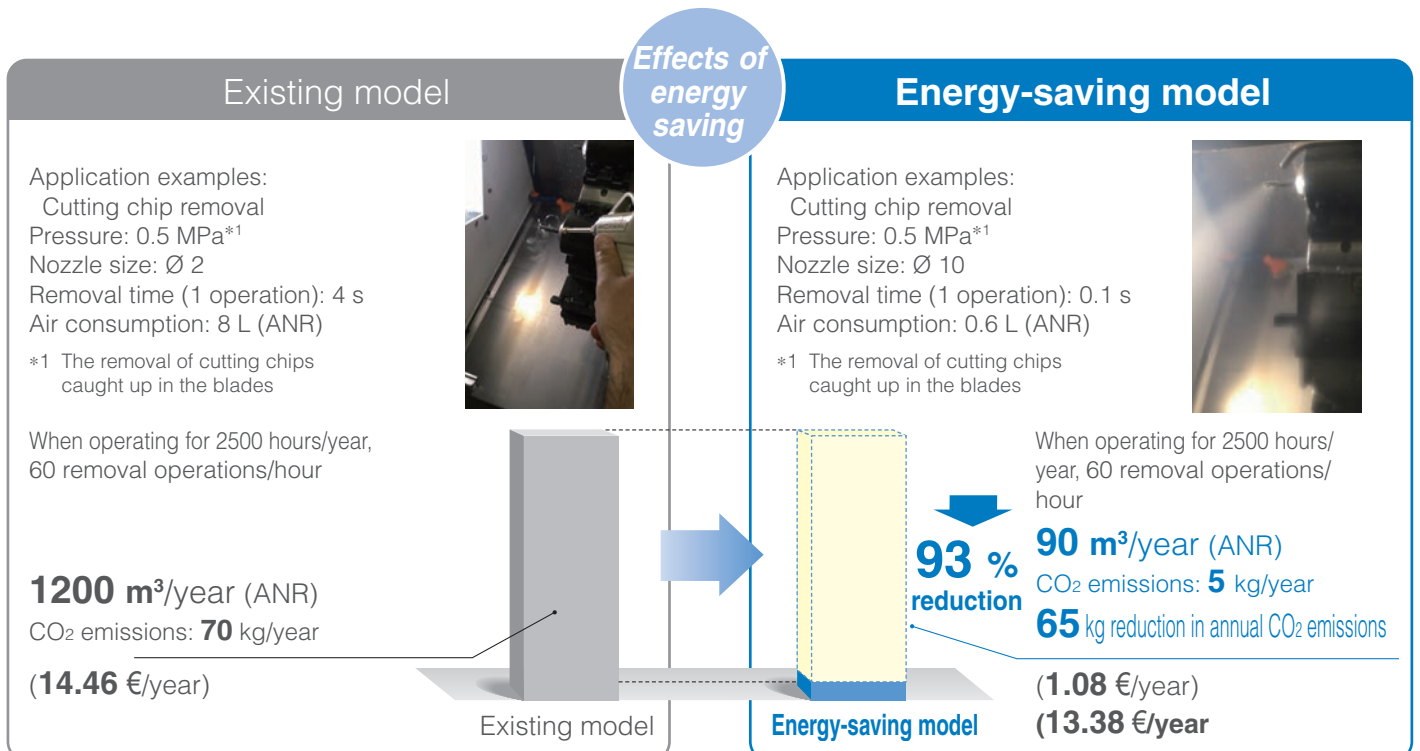 Effects of
energy
saving
Existing model
Application examples:
Cutting chip removal
Pressure: 0.5 MPa*1
Nozzle size: Ø 2
Removal time (1 operation): 4 s
Air consumption: 8 L (ANR)
*1 The removal of cutting chips
caught up in the blades
When operating for 2500 hours/year,
60 removal operations/hour
1200 m³/year (ANR)
CO2 emissions: 70 kg/year
(14.46 €/year)
Existing model
Energy-saving model
Application examples:
Cutting chip removal
Pressure: 0.5 MPa*1
Nozzle size: Ø 10
Removal time (1 operation): 0.1 s
Air consumption: 0.6 L (ANR)
*1 The removal of cutting chips
caught up in the blades
When operating for 2500 hours/
year, 60 removal operations/
hour
93 %
reduction
90 m³/year (ANR)
CO2 emissions: 5 kg/year
65 kg reduction in annual CO2 emissions
(1.08 €/year)
(13.38 €/year
Energy-saving model